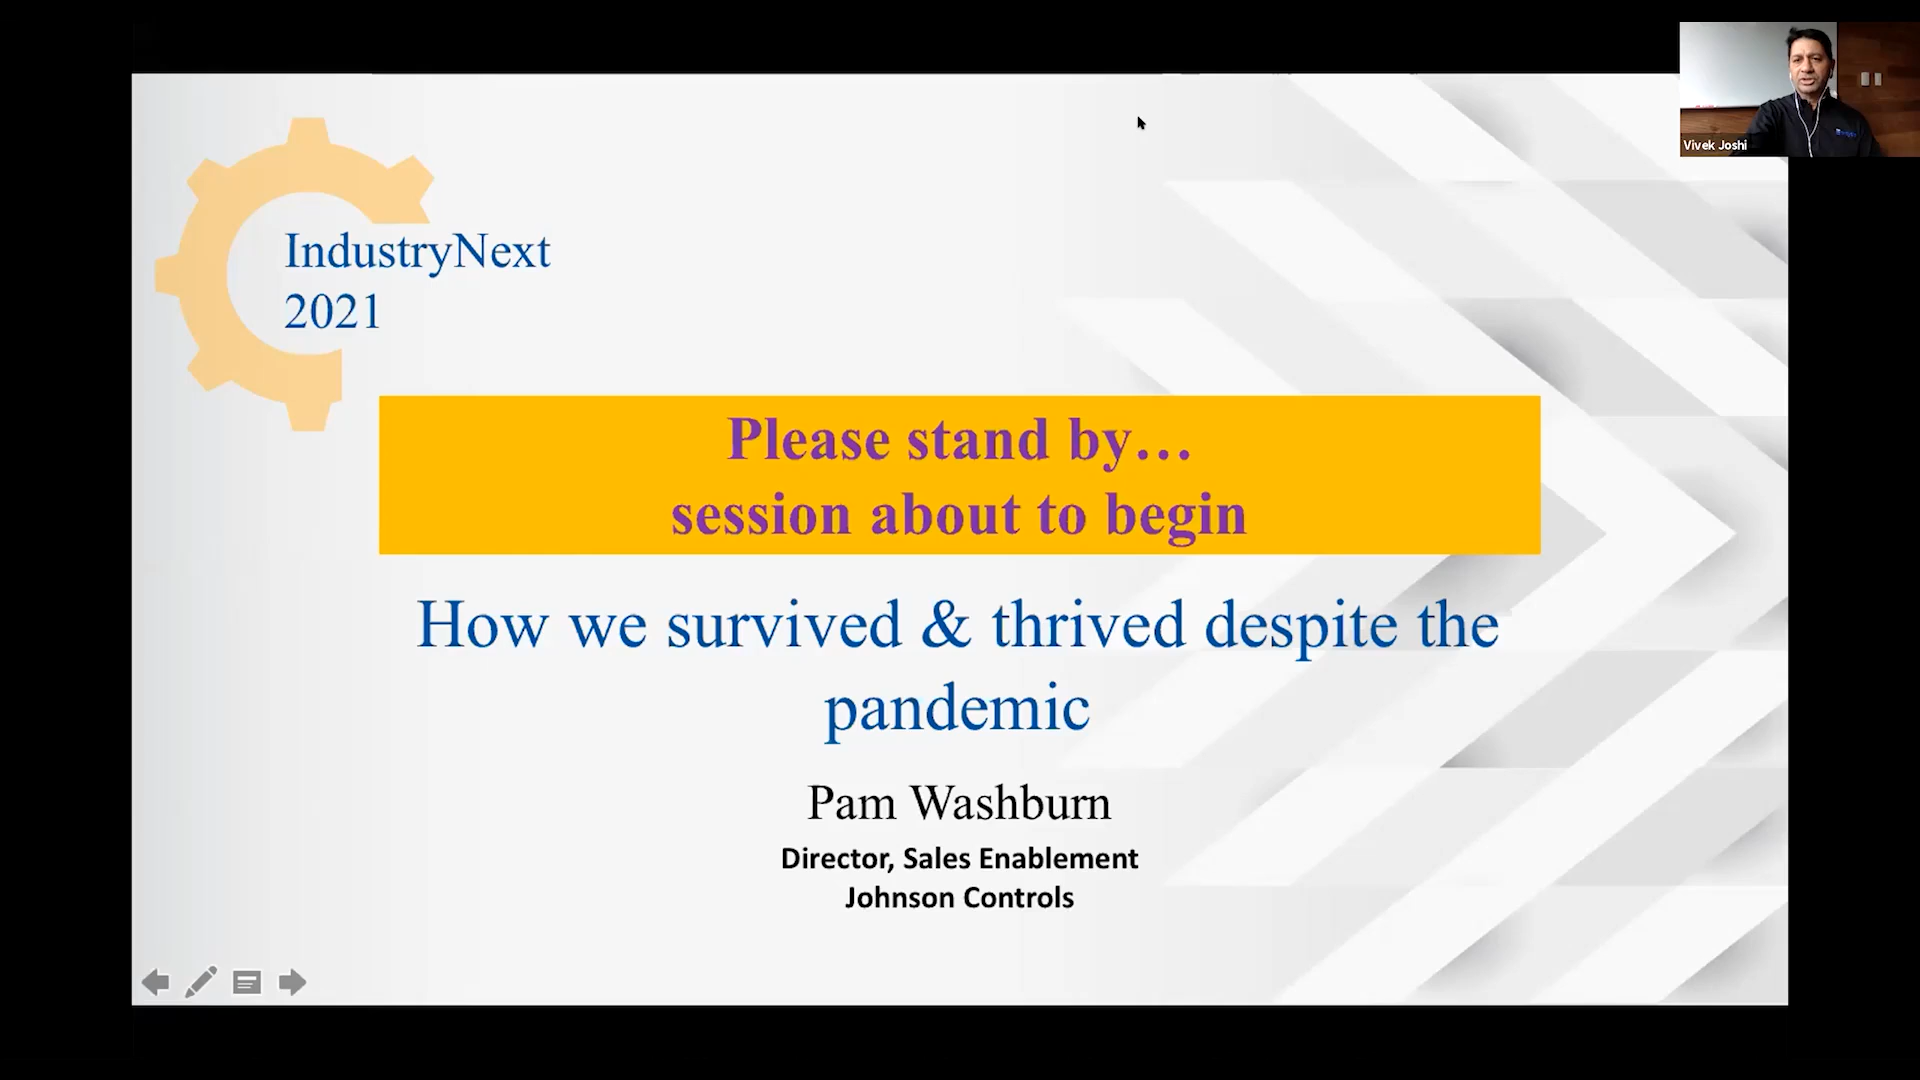 Vivek Joshi
IndustryNext
2021
Please stand by…
session about to begin
How we survived & thrived despite the
pandemic
Pam Washburn
Director, Sales Enablement
Johnson Controls